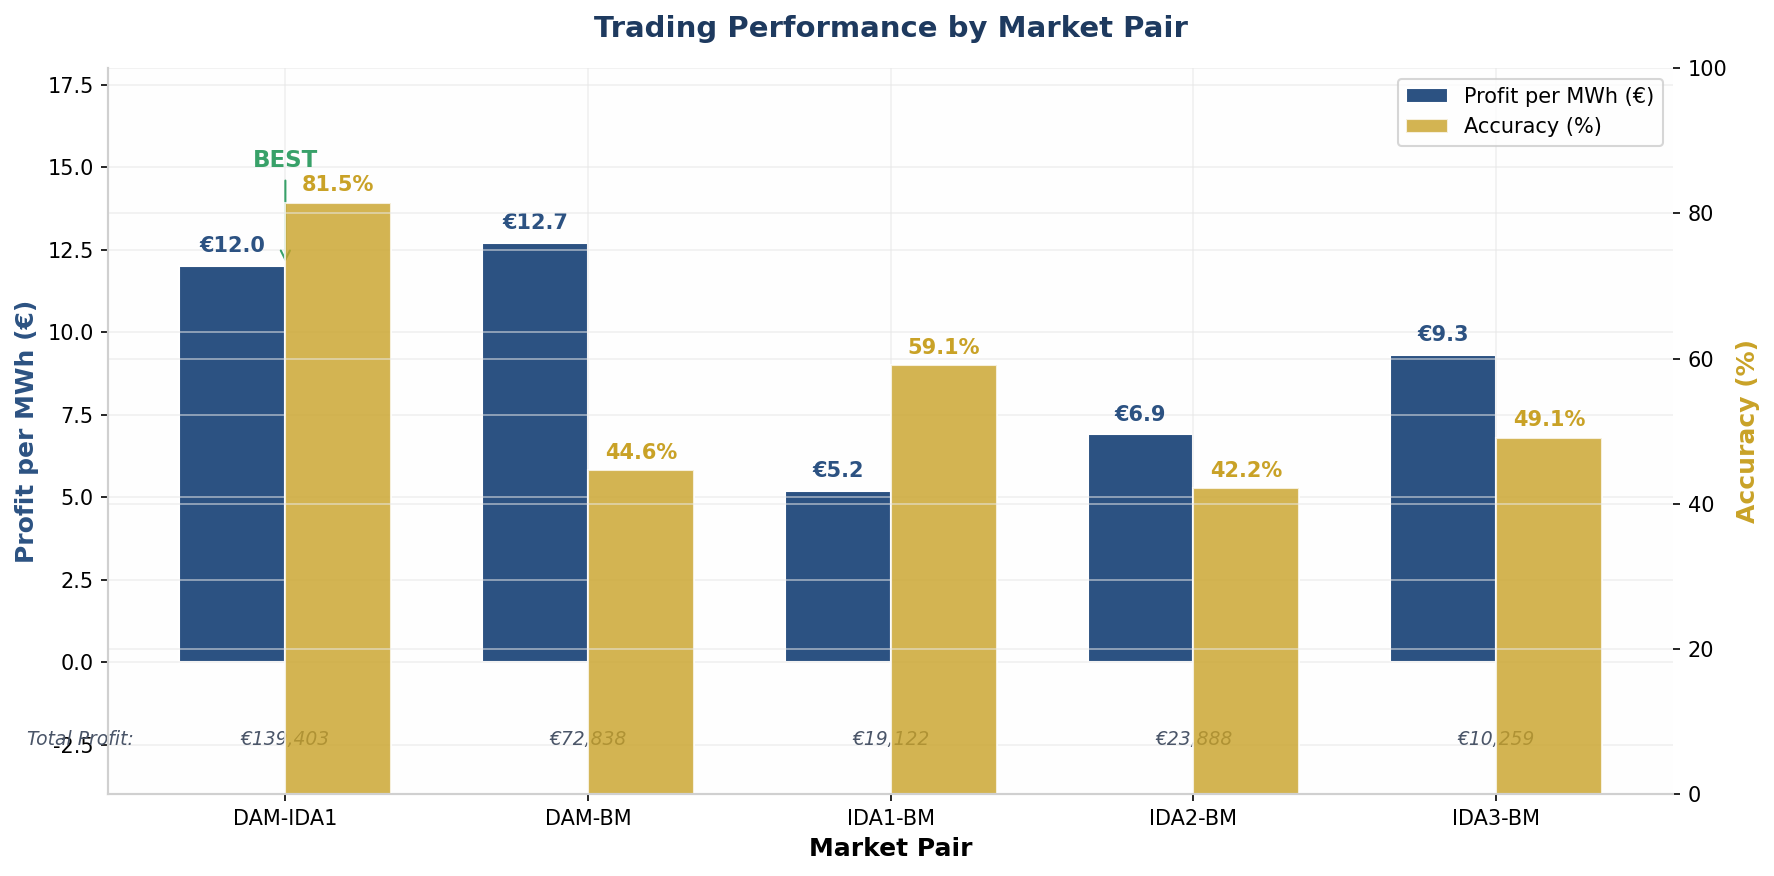 Trading Performance by Market Pair
Profit per MWh (€)
Accuracy (%)
17.5
15.0
12.5
10.0
7.5
5.0
2.5
0.0
-2.5
Profit per MWh (€)
100
80
60
40
20
0
Accuracy (%)
BEST
€12.0
81.5%
€12.7
44.6%
€5.2
59.1%
€6.9
42.2%
€9.3
49.1%
Total Profit:
€139,403
€72,838
€19,122
€23,888
€10,259
DAM-IDA1
DAM-BM
IDA1-BM
IDA2-BM
IDA3-BM
Market Pair